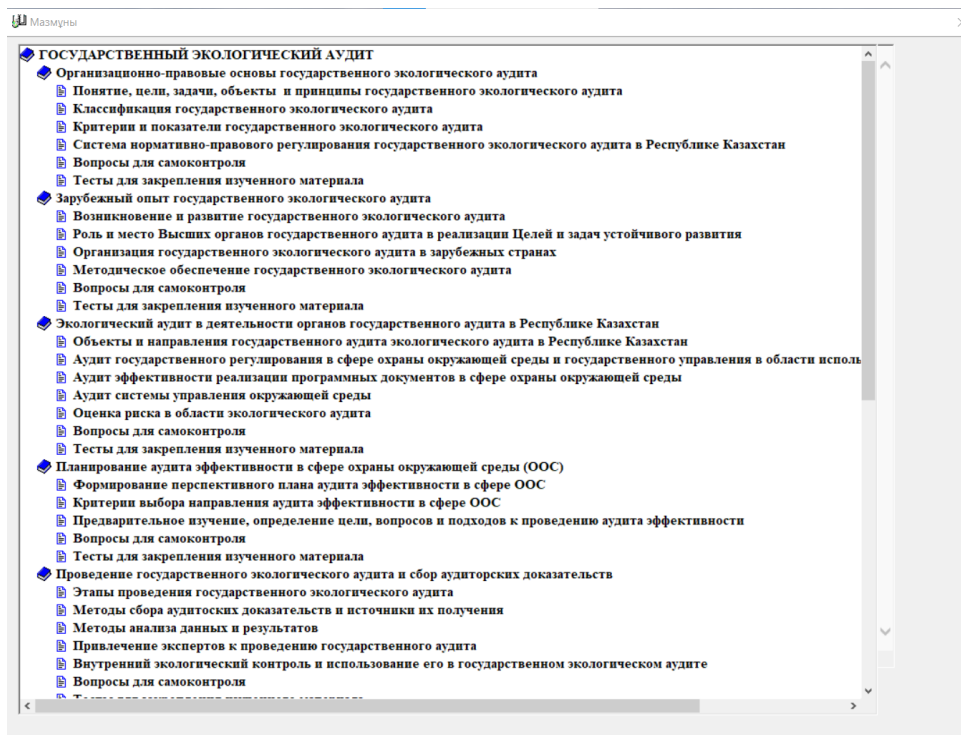 Мазмұны
ГОСУДАРСТВЕННЫЙ ЭКОЛОГИЧЕСКИЙ АУДИТ
Организационно-правовые основы государственного экологического аудита
Понятие, цели, задачи, объекты и принципы государственного экологического аудита
Классификация государственного экологического аудита
Критерии и показатели государственного экологического аудита
Система нормативно-правового регулирования государственного экологического аудита в Республике Казахстан
Вопросы для самоконтроля
Тесты для закрепления изученного материала
Зарубежный опыт государственного экологического аудита
Возникновение и развитие государственного экологического аудита
Роль и место Высших органов государственного аудита в реализации Целей и задач устойчивого развития
Организация государственного экологического аудита в зарубежных странах
Методическое обеспечение государственного экологического аудита
Вопросы для самоконтроля
Тесты для закрепления изученного материала
Экологический аудит в деятельности органов государственного аудита в Республике Казахстан
Объекты и направления государственного аудита экологического аудита в Республике Казахстан
Аудит государственного регулирования в сфере охраны окружающей среды и государственного управления в области исполь
Аудит эффективности реализации программных документов в сфере охраны окружающей среды
Аудит системы управления окружающей среды
Оценка риска в области экологического аудита
Вопросы для самоконтроля
Тесты для закрепления изученного материала
Планирование аудита эффективности в сфере охраны окружающей среды (ООС)
Формирование перспективного плана аудита эффективности в сфере ООС
Критерии выбора направления аудита эффективности в сфере ООС
Предварительное изучение, определение цели, вопросов и подходов к проведению аудита эффективности
Вопросы для самоконтроля
Тесты для закрепления изученного материала
Проведение государственного экологического аудита и сбор аудиторских доказательств
Этапы проведения государственного экологического аудита
Методы сбора аудитоских доказательств и источники их получения
Методы анализа данных и результатов
Привлечение экспертов к проведению государственного аудита
Внутренний экологический контроль и использование его в государственном экологическом аудите
Вопросы для самоконтроля